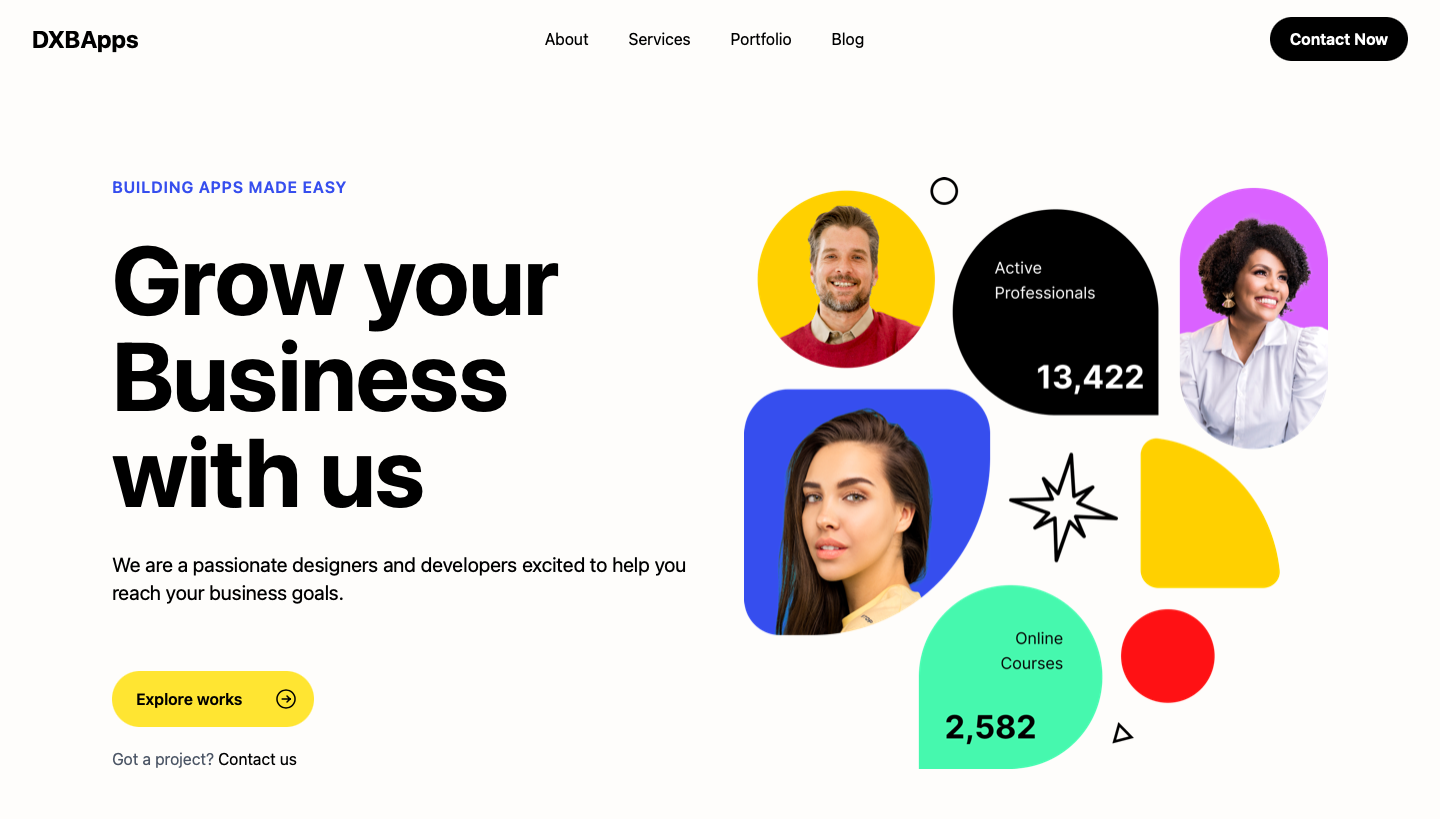 DXBApps
About
Services
Portfolio
Blog
Contact Now
BUILDING APPS MADE EASY
Grow your
Business
with us
We are a passionate designers and developers excited to help you
reach your business goals.
Explore works
Got a project? Contact us
Active
Professionals
13,422
Online
Courses
2,582